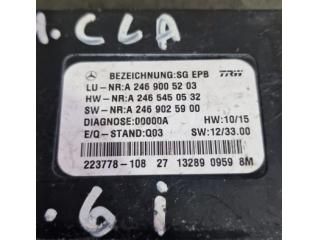 M. CLA
BEZEICHNUNG:SG EPB TRW
LU-NR:A 246 900 52 03
HW-NR:A 246 545 05 32
SW-NR:A 246 902 59 00
DIAGNOSE:00000A HW:10/15
E/Q-STAND:Q03 SW:12/33.00
223778-108 27 13289 0959 8M
.6 i